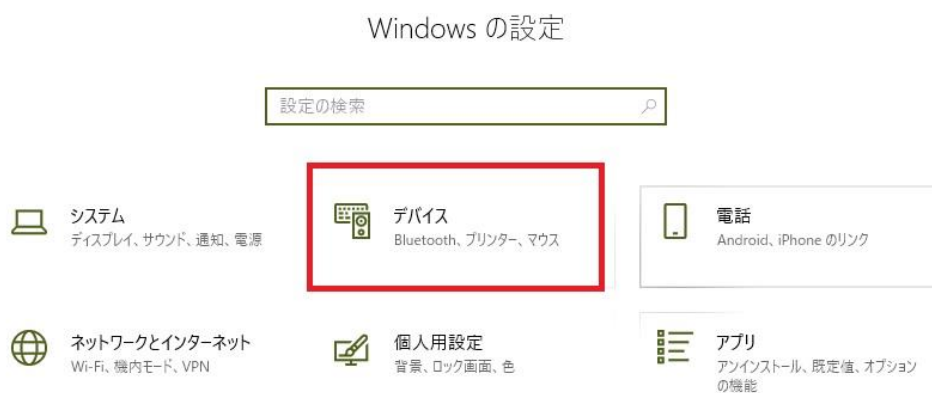 Windows の設定
設定の検索
システム
ディスプレイ、サウンド、通知、電源
デバイス
Bluetooth、プリンター、マウス
電話
Android、iPhone のリンク
ネットワークとインターネット
Wi-Fi、機内モード、VPN
個人用設定
背景、ロック画面、色
アプリ
アンインストール、既定値、オプション
の機能